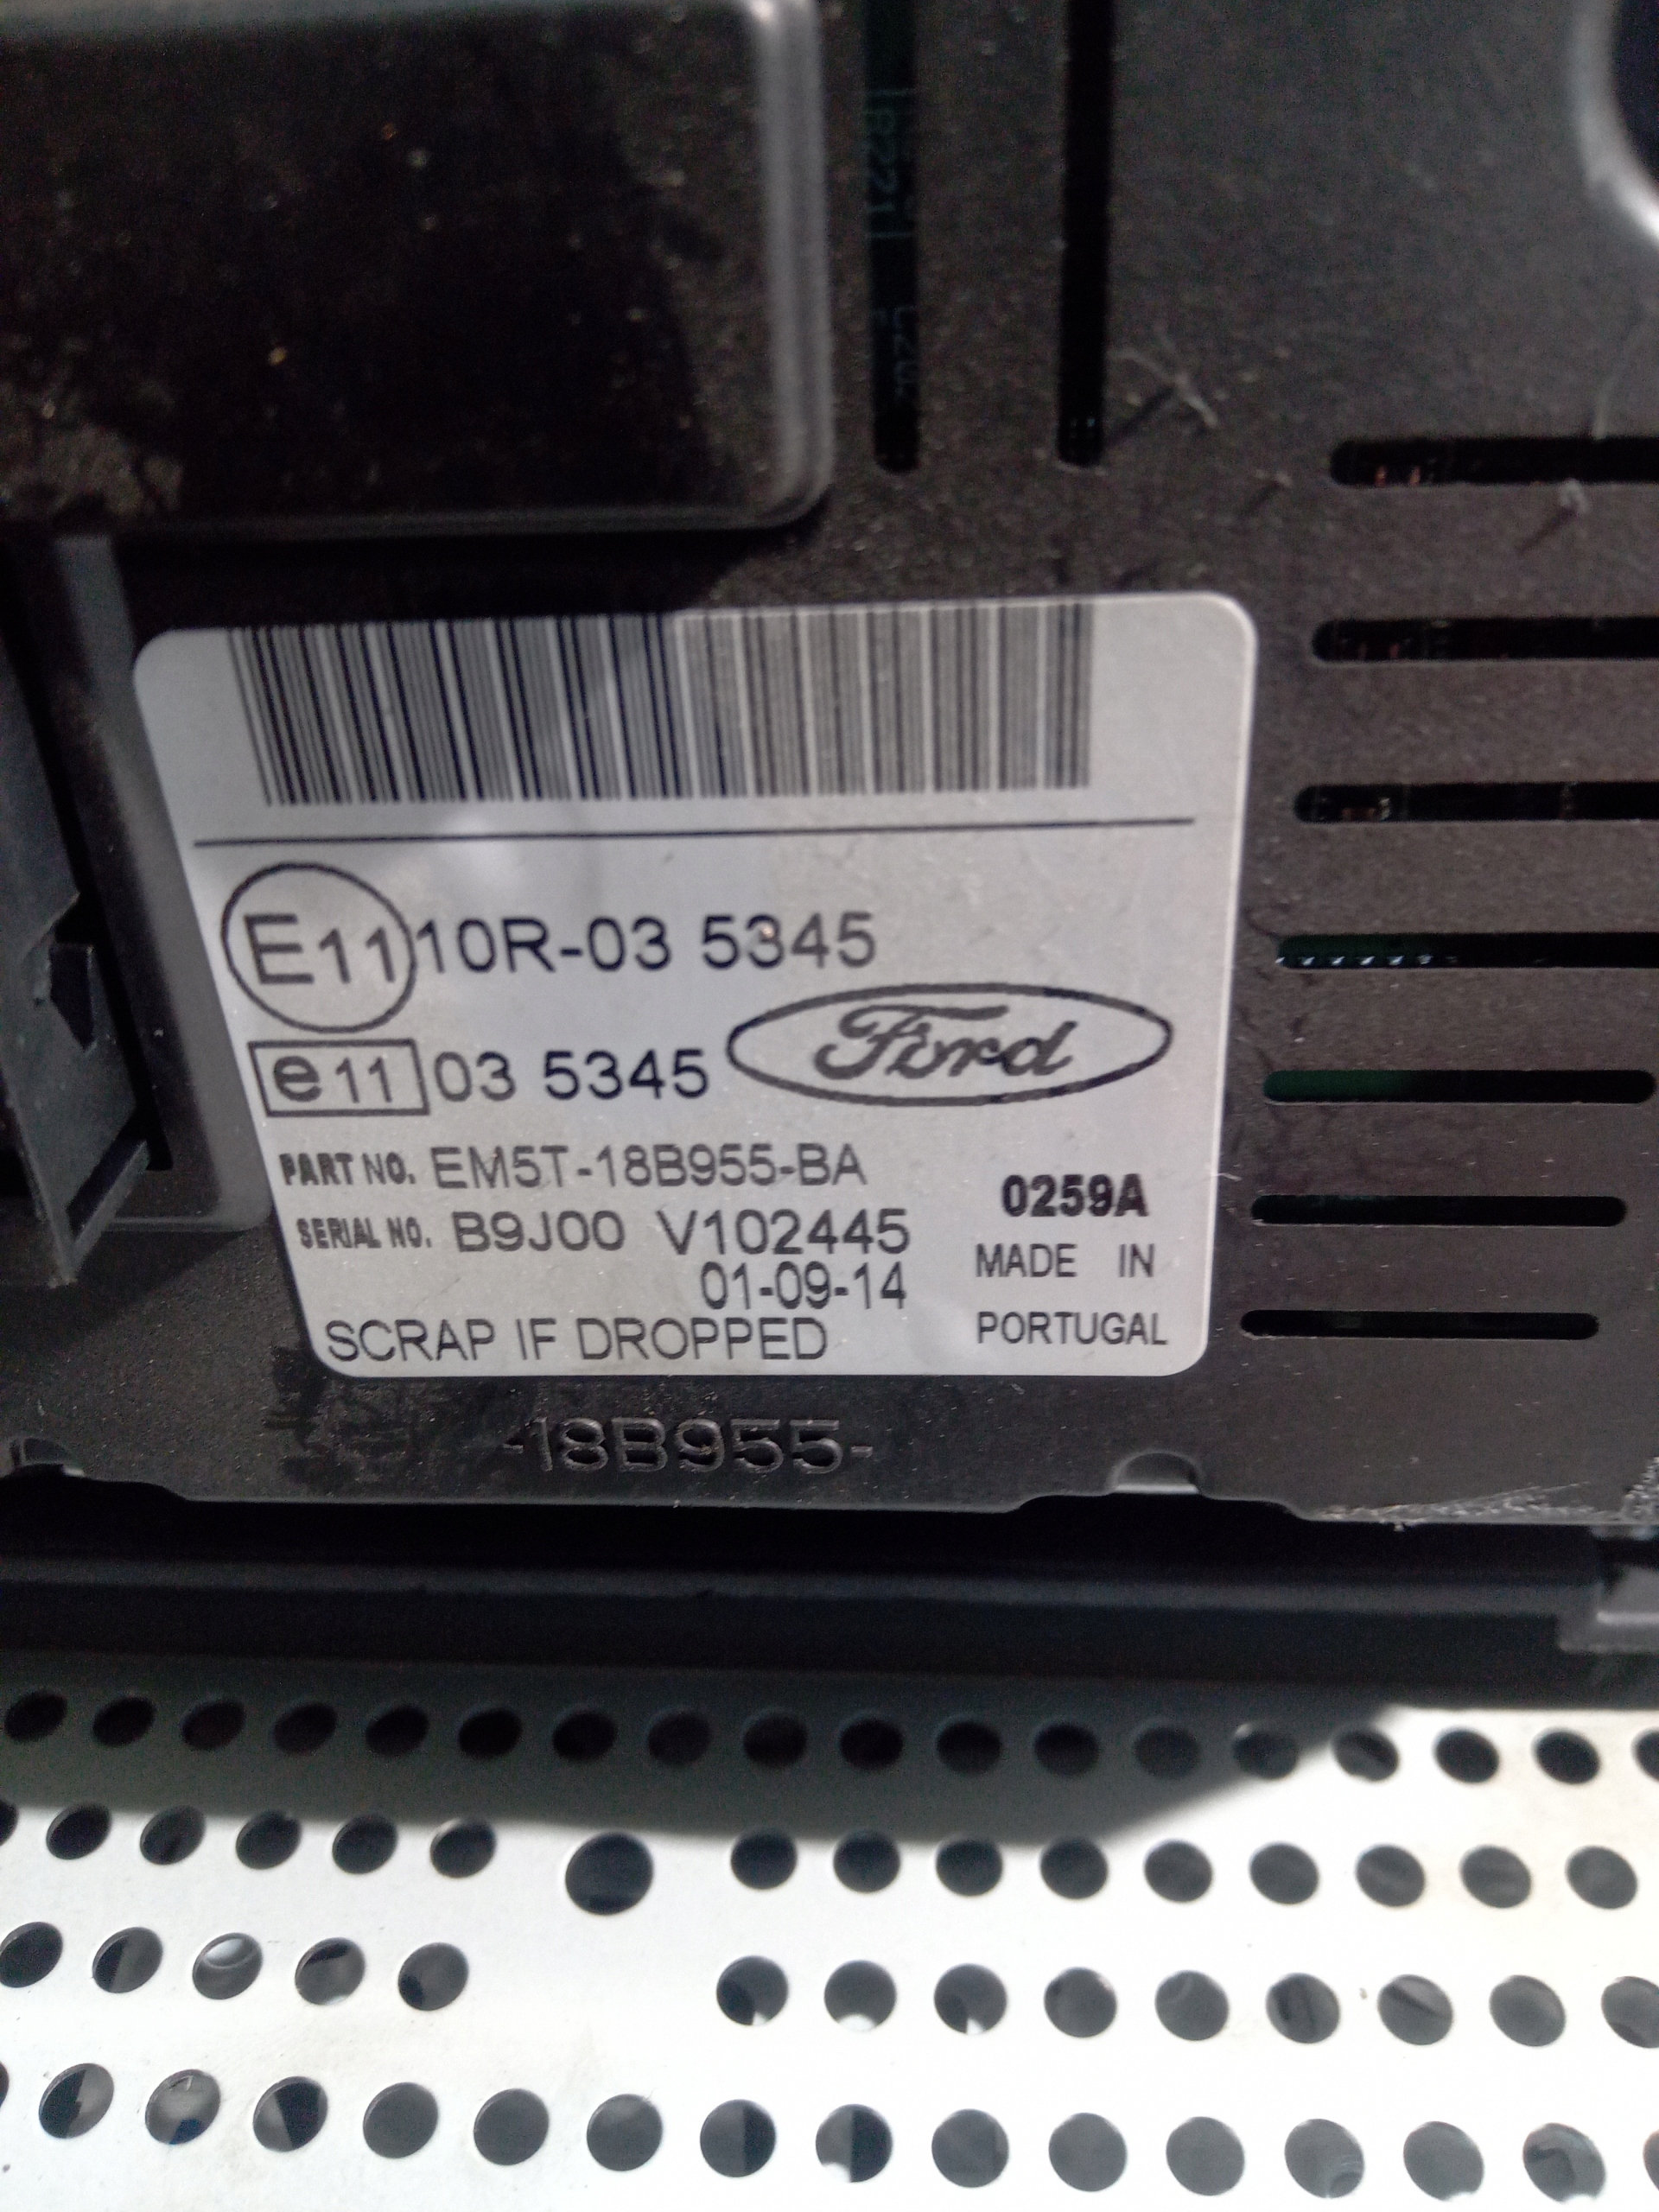 R221
E11 10R-03 5345
e11 03 5345 Ford
PART NO. EM5T-18B955-BA
0259A
SERIAL NO. B9J00 V102445
MADE IN
01-09-14
SCRAP IF DROPPED
PORTUGAL
-18B955-